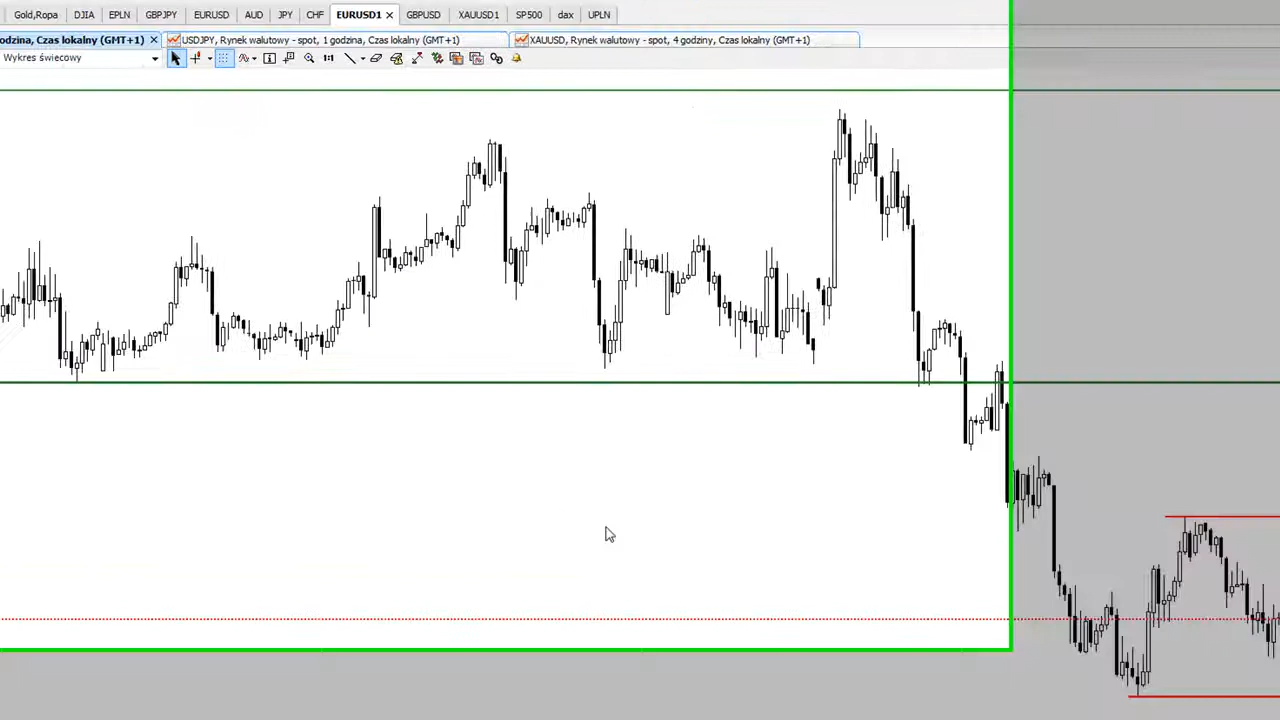 Gold,Ropa DJIA EPLN GBPJPY EURUSD AUD JPY CHF EURUSD1 GBPUSD XAUUSD1 SP500 dax UPLN
odzina, Czas lokalny (GMT+1) USDJPY, Rynek walutowy - spot, 1 godzina, Czas lokalny (GMT+1) XAUUSD, Rynek walutowy - spot, 4 godziny, Czas lokalny (GMT+1)
Wykres świecowy